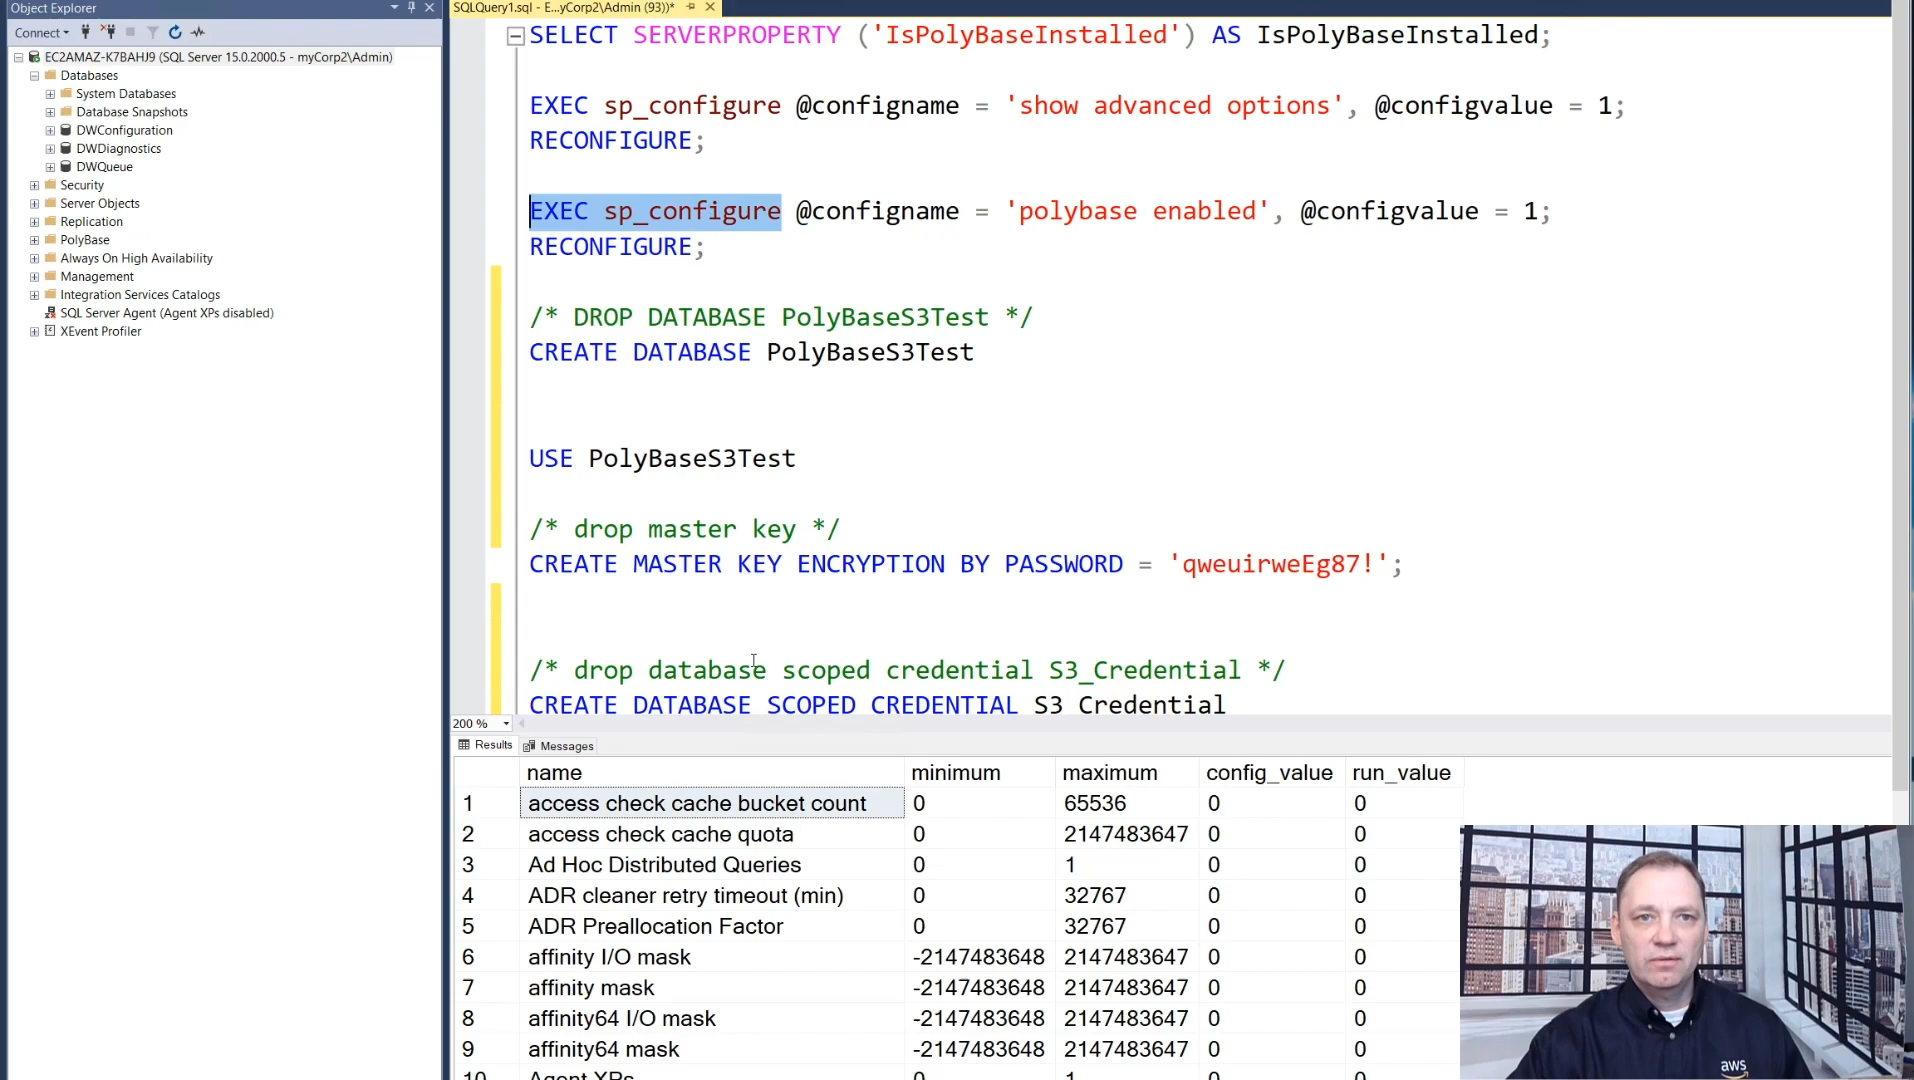 Object Explorer
Connect
EC2AMAZ-K7BAHJ9 (SQL Server 15.0.2000.5 - myCorp2\Admin)
Databases
System Databases
Database Snapshots
DWConfiguration
DWDiagnostics
DWQueue
Security
Server Objects
Replication
PolyBase
Always On High Availability
Management
Integration Services Catalogs
SQL Server Agent (Agent XPs disabled)
XEvent Profiler
SQLQuery1.sql - E...yCorp2\Admin (93))*
SELECT SERVERPROPERTY ('IsPolyBaseInstalled') AS IsPolyBaseInstalled;
EXEC sp_configure @configname = 'show advanced options', @configvalue = 1;
RECONFIGURE;
EXEC sp_configure @configname = 'polybase enabled', @configvalue = 1;
RECONFIGURE;
/* DROP DATABASE PolyBaseS3Test */
CREATE DATABASE PolyBaseS3Test
USE PolyBaseS3Test
/* drop master key */
CREATE MASTER KEY ENCRYPTION BY PASSWORD = 'qweuirweEg87!';
/* drop database scoped credential S3_Credential */
CREATE DATABASE SCOPED CREDENTIAL S3_Credential
200 %
Results Messages
name minimum maximum config_value run_value
1 access check cache bucket count 0 65536 0 0
2 access check cache quota 0 2147483647 0 0
3 Ad Hoc Distributed Queries 0 1 0 0
4 ADR cleaner retry timeout (min) 0 32767 0 0
5 ADR Preallocation Factor 0 32767 0 0
6 affinity I/O mask -2147483648 2147483647 0 0
7 affinity mask -2147483648 2147483647 0 0
8 affinity64 I/O mask -2147483648 2147483647 0 0
9 affinity64 mask -2147483648 2147483647 0 0
10 Agent XPs 0 1 0
aws